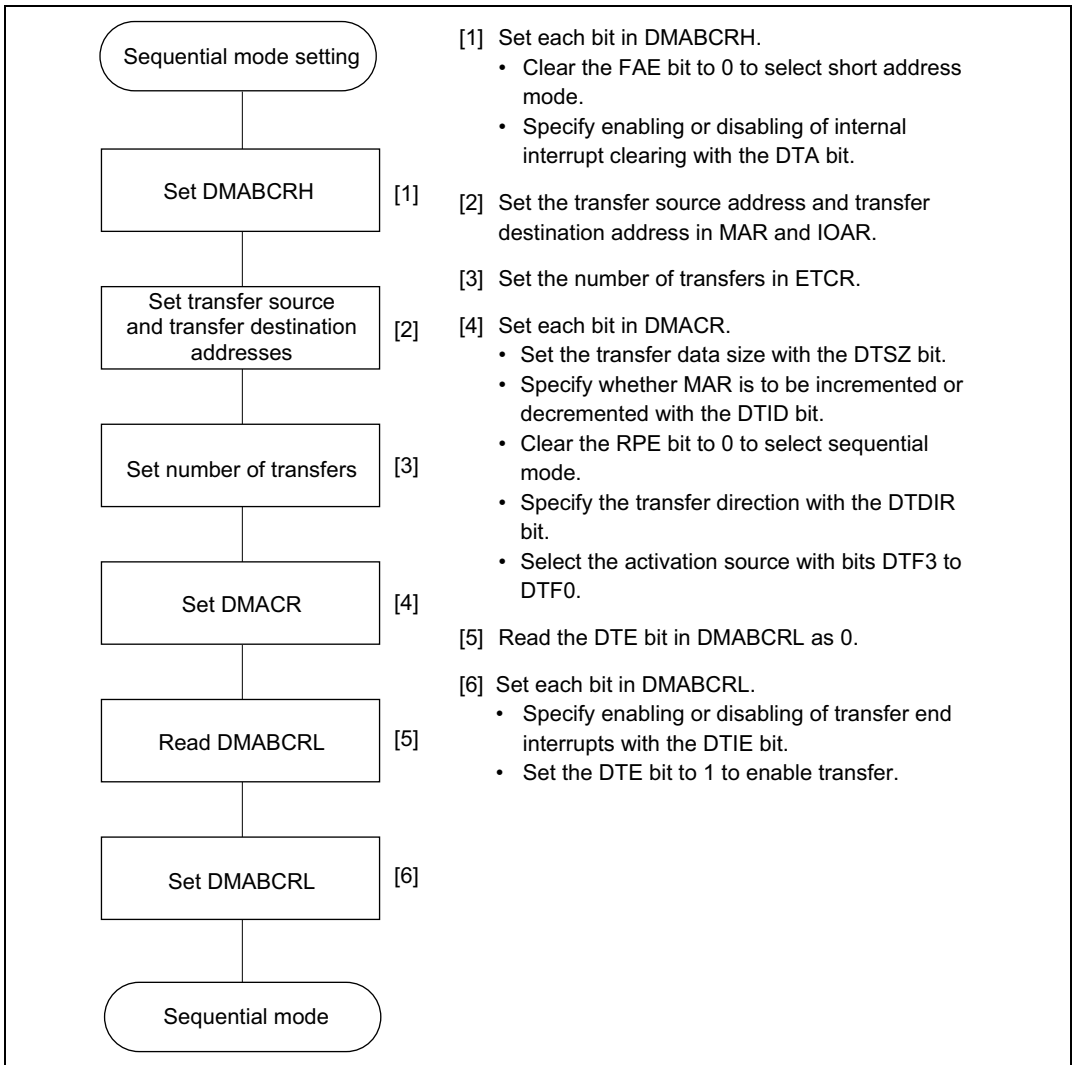 Sequential mode setting
Set DMABCRH
[1]
Set transfer source
and transfer destination
addresses
[2]
Set number of transfers
[3]
Set DMACR
[4]
Read DMABCRL
[5]
Set DMABCRL
[6]
Sequential mode
[1] Set each bit in DMABCRH.
• Clear the FAE bit to 0 to select short address
mode.
• Specify enabling or disabling of internal
interrupt clearing with the DTA bit.
[2] Set the transfer source address and transfer
destination address in MAR and IOAR.
[3] Set the number of transfers in ETCR.
[4] Set each bit in DMACR.
• Set the transfer data size with the DTSZ bit.
• Specify whether MAR is to be incremented or
decremented with the DTID bit.
• Clear the RPE bit to 0 to select sequential
mode.
• Specify the transfer direction with the DTDIR
bit.
• Select the activation source with bits DTF3 to
DTF0.
[5] Read the DTE bit in DMABCRL as 0.
[6] Set each bit in DMABCRL.
• Specify enabling or disabling of transfer end
interrupts with the DTIE bit.
• Set the DTE bit to 1 to enable transfer.